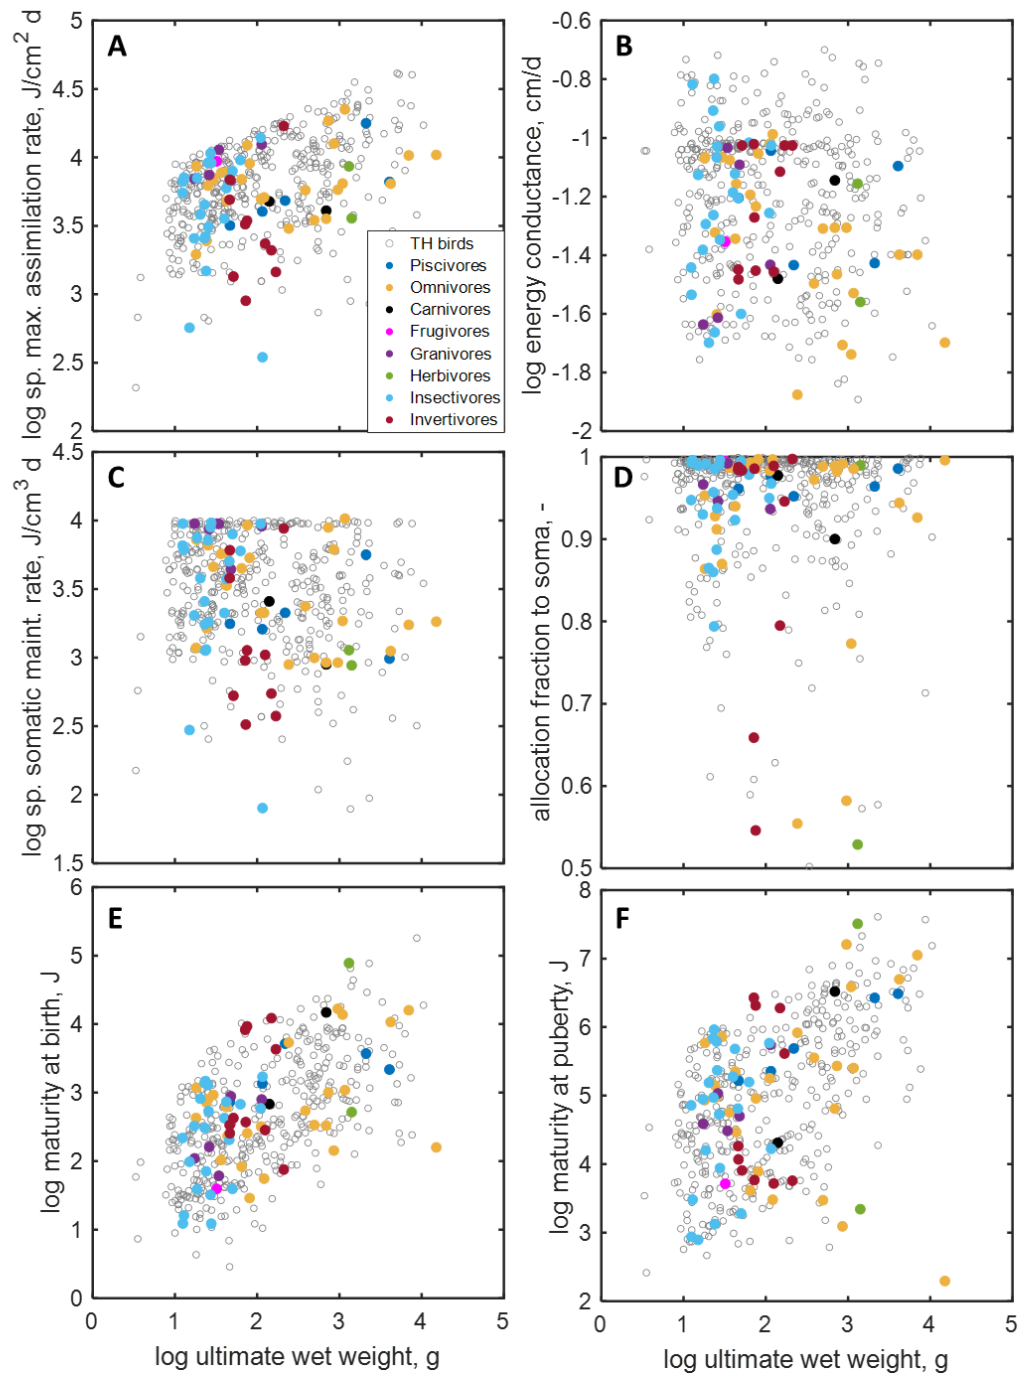 A
log sp. max. assimilation rate, J/cm² d
5
4.5
4
3.5
3
2.5
2
TH birds
Piscivores
Omnivores
Carnivores
Frugivores
Granivores
Herbivores
Insectivores
Invertivores
B
log energy conductance, cm/d
-0.6
-0.8
-1
-1.2
-1.4
-1.6
-1.8
-2
C
log sp. somatic maint. rate, J/cm³ d
4.5
4
3.5
3
2.5
2
1.5
D
allocation fraction to soma, -
1
0.9
0.8
0.7
0.6
0.5
E
log maturity at birth, J
6
5
4
3
2
1
0
0 1 2 3 4 5
log ultimate wet weight, g
F
log maturity at puberty, J
8
7
6
5
4
3
2
0 1 2 3 4 5
log ultimate wet weight, g